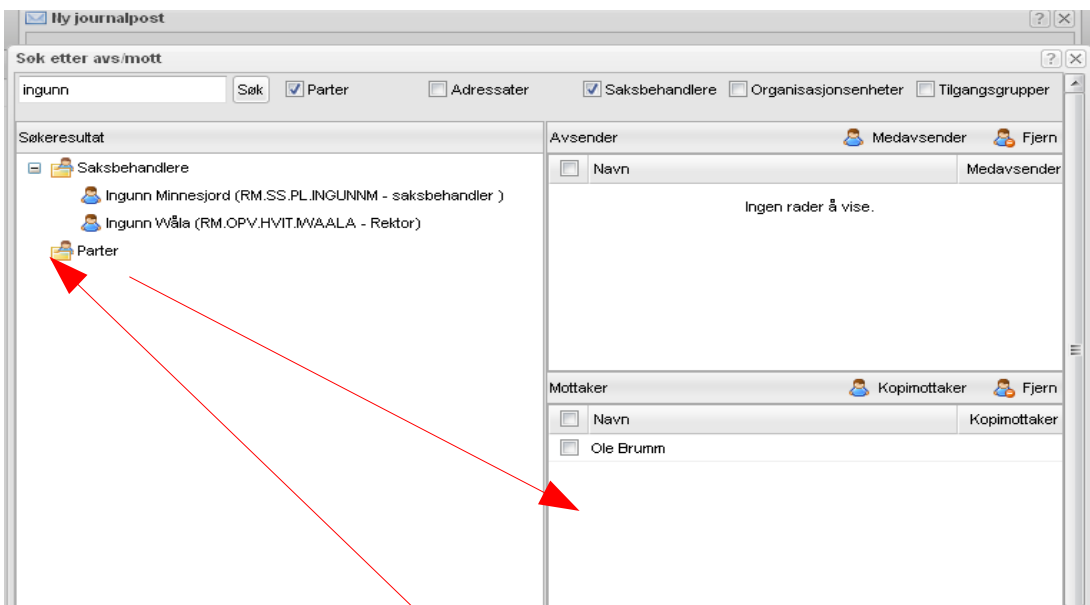 Ny journalpost
Søk etter avs/mott
ingunn Søk Parter Adressater Saksbehandlere Organisasjonsenheter Tilgangsgrupper
Søkeresultat
Saksbehandlere
Ingunn Minnesjord (RM.SS.PL.INGUNNM - saksbehandler )
Ingunn Wåla (RM.OPV.HVIT.IWAALA - Rektor)
Parter
Avsender Medavsender Fjern
Navn Medavsender
Ingen rader å vise.
Mottaker Kopimottaker Fjern
Navn Kopimottaker
Ole Brumm